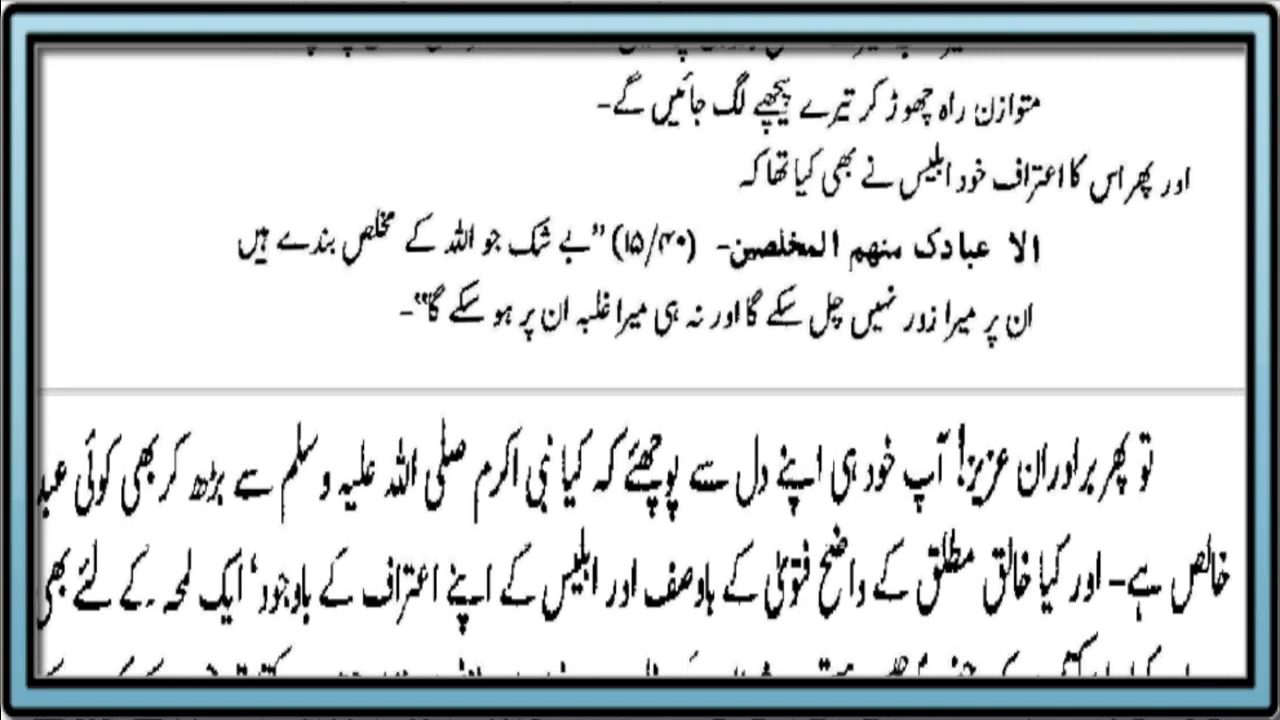 متوازن راہ چھوڑ کر تیرے پیچھے لگ جائیں گے۔
اور پھر اس کا اعتراف خود ابلیس نے بھی کیا تھا کہ
الا عبادک منھم المخلصین۔ (۱۵/۴۰) ”بے شک جو اللہ کے مخلص بندے ہیں
ان پر میرا زور نہیں چل سکے گا اور نہ ہی میرا غلبہ ان پر ہو سکے گا“۔
تو پھر برادران عزیز! آپ خود ہی اپنے دل سے پوچھئے کہ کیا نبی اکرم صلی اللہ علیہ و سلم سے بڑھ کر بھی کوئی عبد
خالص ہے۔ اور کیا خالق مطلق کے واضح فتویٰ کے باوصف اور ابلیس کے اپنے اعتراف کے باوجود‘ ایک لمحہ کے لئے بھی